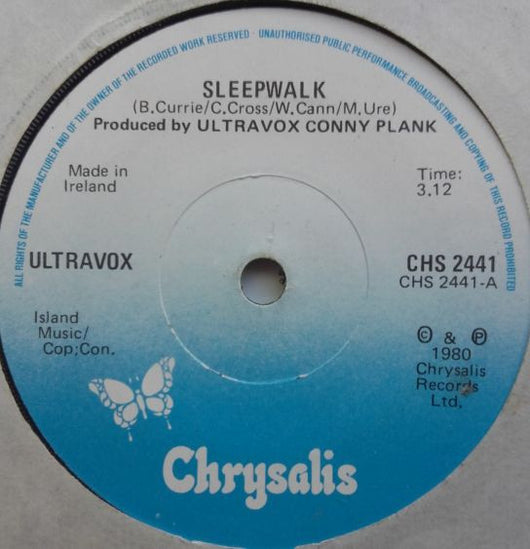 ALL RIGHTS OF THE MANUFACTURER AND OF THE OWNER OF THE RECORDED WORK RESERVED · UNAUTHORISED PUBLIC PERFORMANCE BROADCASTING AND COPYING OF THIS RECORD PROHIBITED
SLEEPWALK
(B.Currie/C.Cross/W.Cann/M.Ure)
Produced by ULTRAVOX CONNY PLANK
Made in
Ireland
Time:
3.12
ULTRAVOX
CHS 2441
CHS 2441-A
Island
Music/
Cop;Con.
© & ℗
1980
Chrysalis
Records
Ltd.
Chrysalis